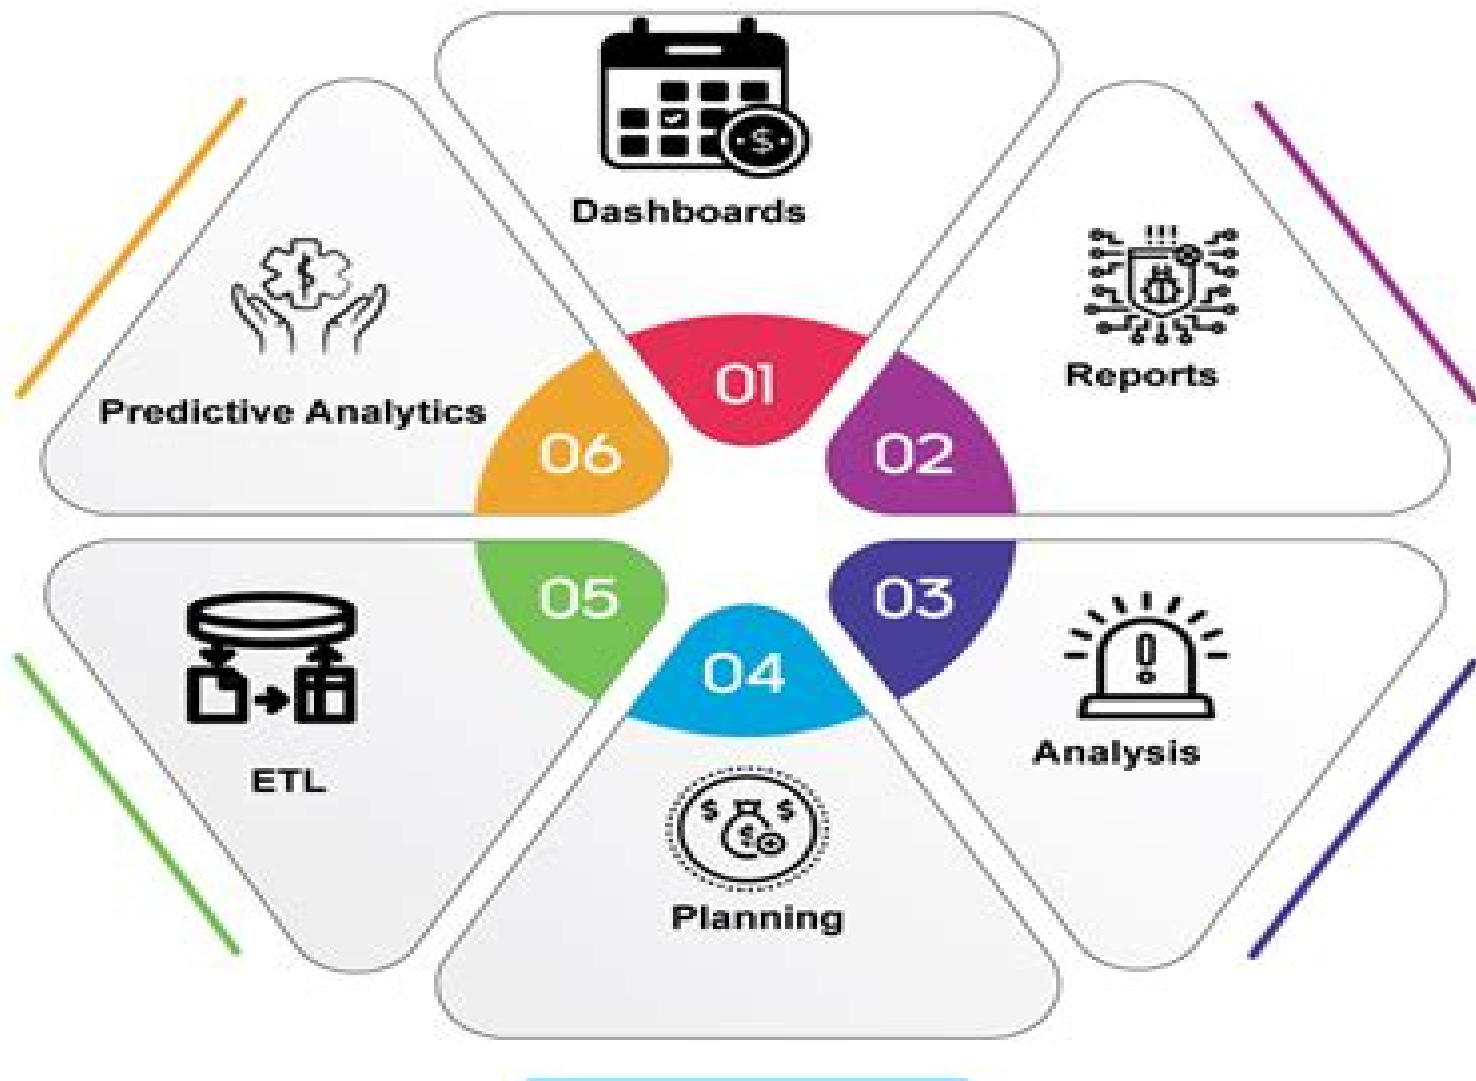 Dashboards
01
Reports
02
Analysis
03
04
Planning
ETL
05
Predictive Analytics
06